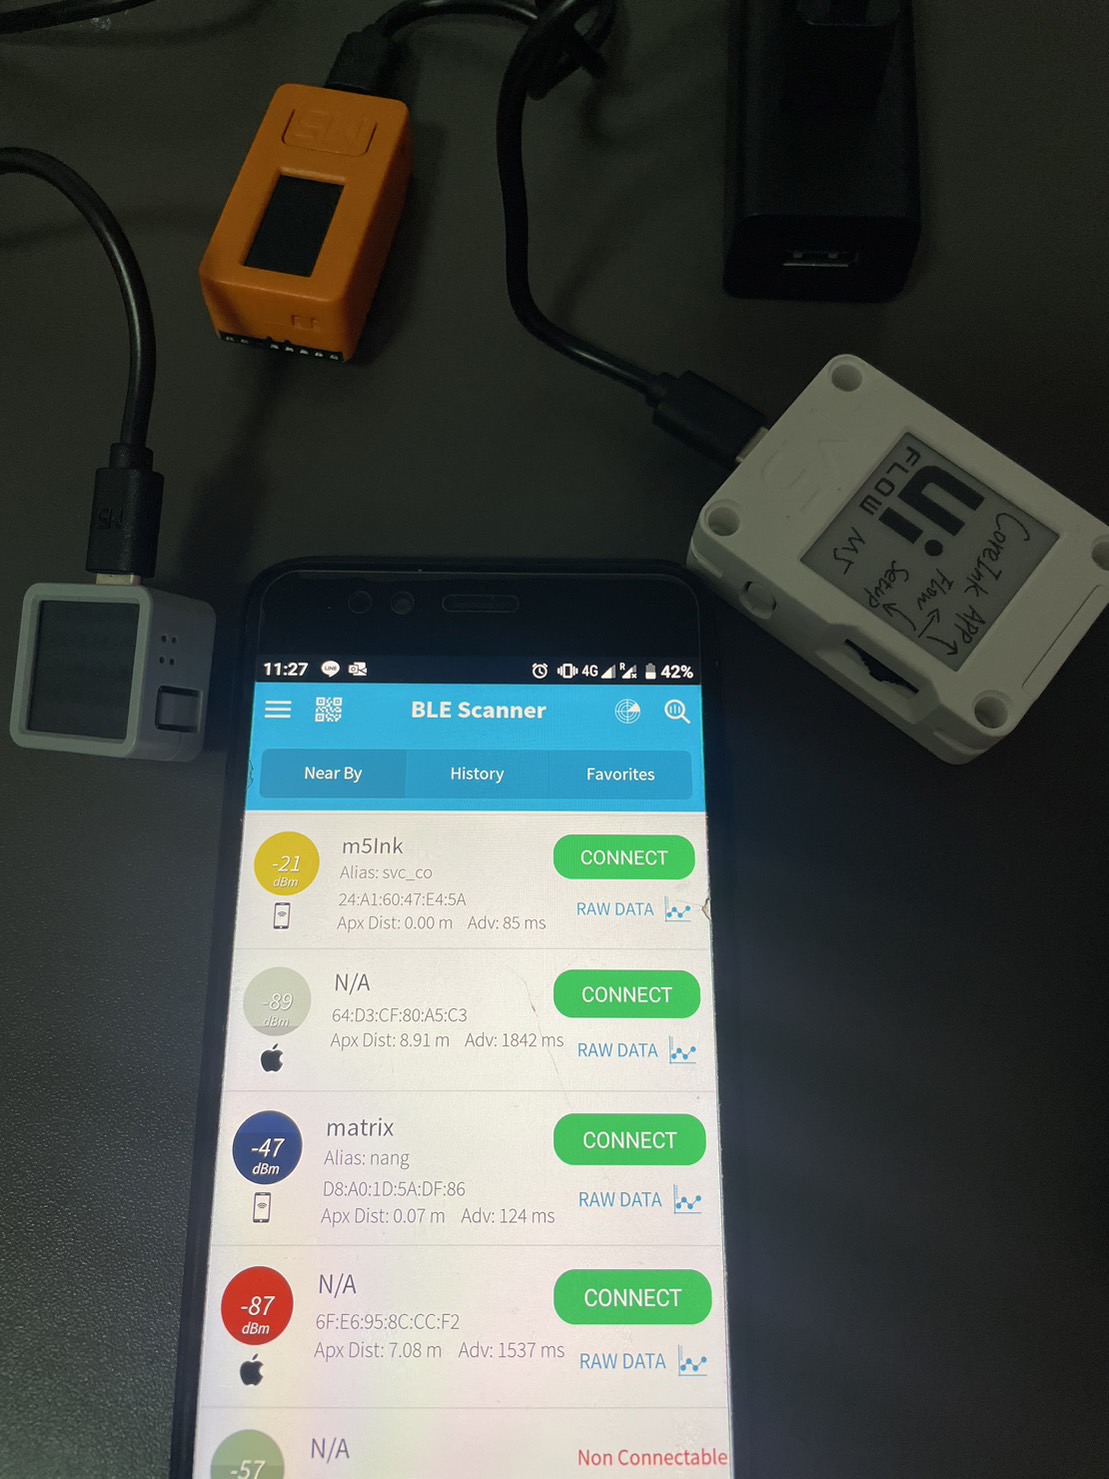 M5
M5
FLOW M5
Ui
CoreInk APP
Flow
Setup
11:27 LINE 4G R 42%
BLE Scanner
Near By History Favorites
-21 dBm
m5Ink
Alias: svc_co
24:A1:60:47:E4:5A
Apx Dist: 0.00 m Adv: 85 ms
CONNECT
RAW DATA
-89 dBm
N/A
64:D3:CF:80:A5:C3
Apx Dist: 8.91 m Adv: 1842 ms
CONNECT
RAW DATA
-47 dBm
matrix
Alias: nang
D8:A0:1D:5A:DF:86
Apx Dist: 0.07 m Adv: 124 ms
CONNECT
RAW DATA
-87 dBm
N/A
6F:E6:95:8C:CC:F2
Apx Dist: 7.08 m Adv: 1537 ms
CONNECT
RAW DATA
-57
N/A
Non Connectable